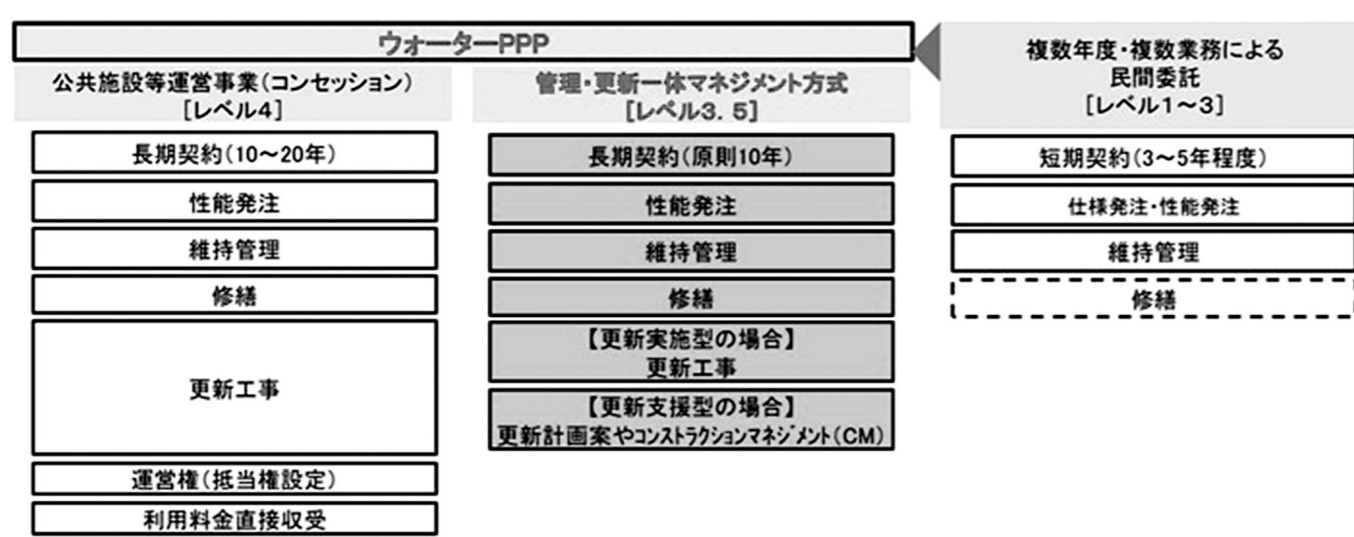 ウォーターPPP
公共施設等運営事業(コンセッション)
[レベル4]
長期契約(10～20年)
性能発注
維持管理
修繕
更新工事
運営権(抵当権設定)
利用料金直接収受
管理・更新一体マネジメント方式
[レベル3．5]
長期契約(原則10年)
性能発注
維持管理
修繕
【更新実施型の場合】
更新工事
【更新支援型の場合】
更新計画案やｺﾝｽﾄﾗｸｼｮﾝﾏﾈｼﾞﾒﾝﾄ(CM)
複数年度・複数業務による
民間委託
[レベル1～3]
短期契約(3～5年程度)
仕様発注・性能発注
維持管理
修繕